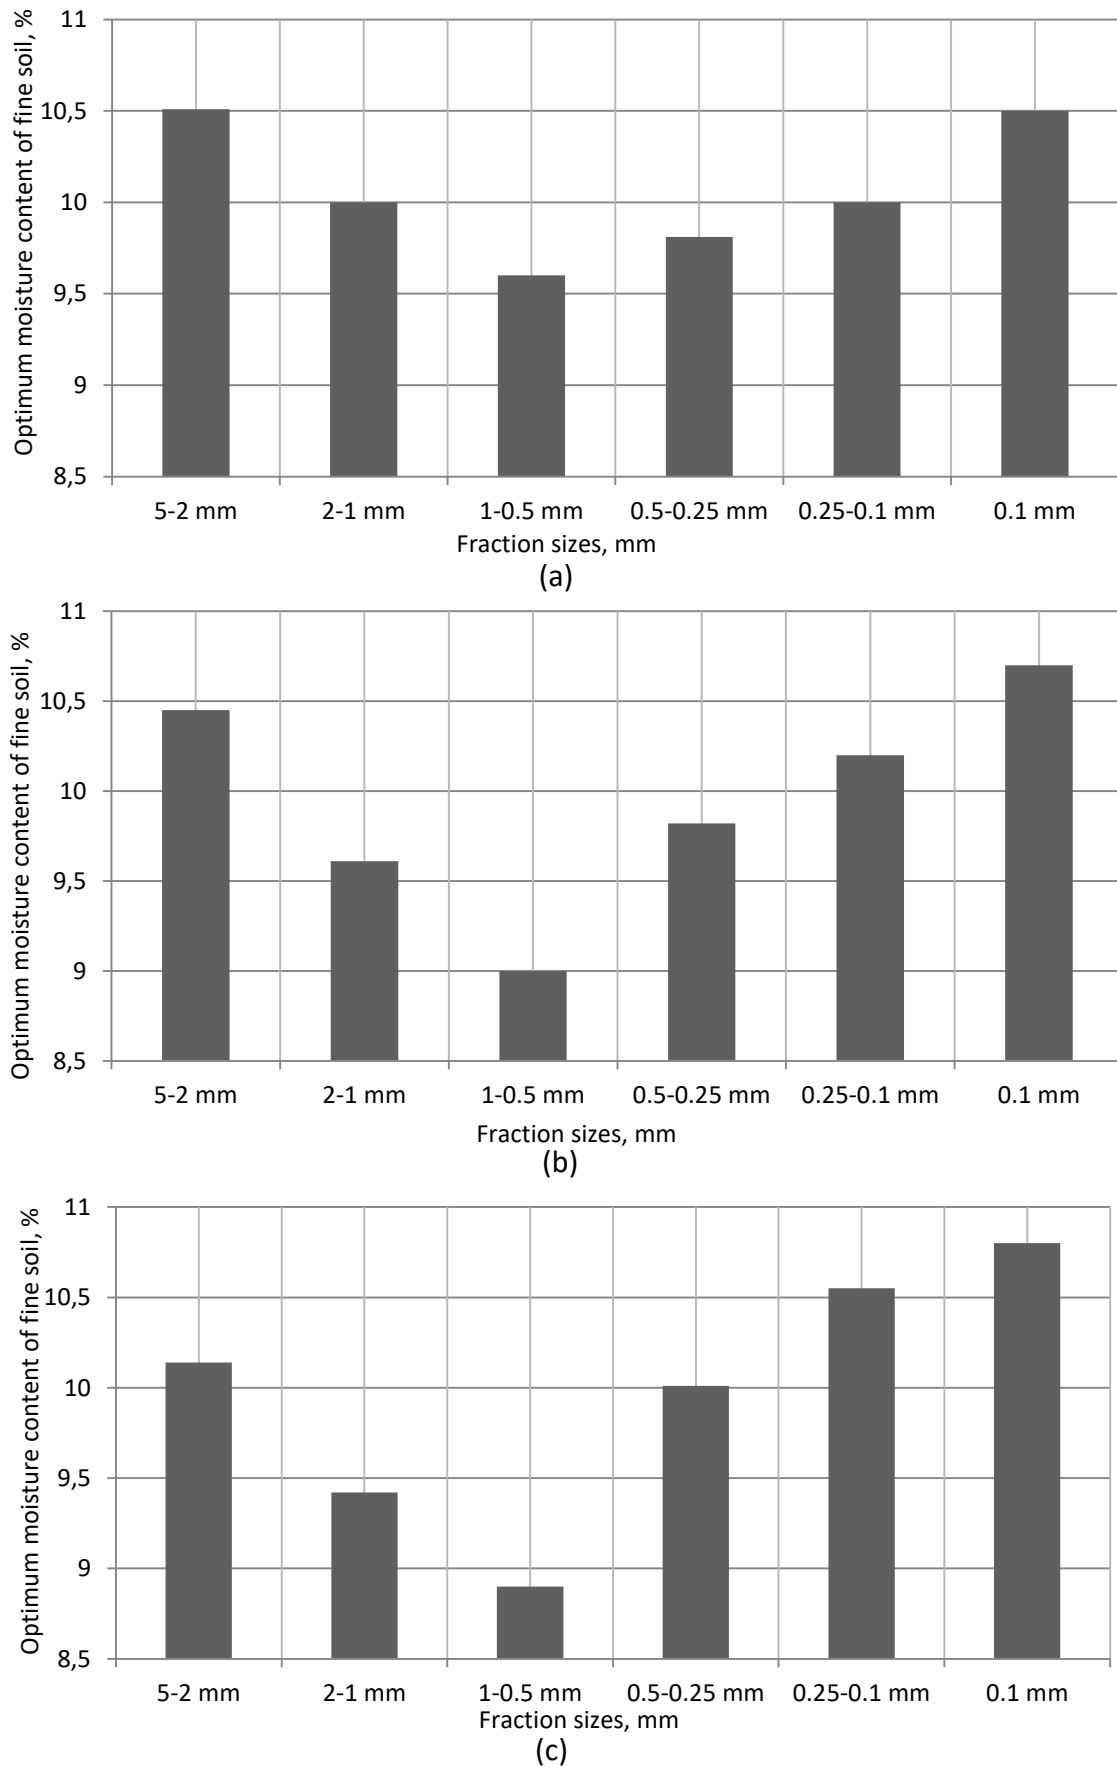 Optimum moisture content of fine soil, %
11
10,5
10
9,5
9
8,5
5-2 mm 2-1 mm 1-0.5 mm 0.5-0.25 mm 0.25-0.1 mm 0.1 mm
Fraction sizes, mm
(a)
Optimum moisture content of fine soil, %
11
10,5
10
9,5
9
8,5
5-2 mm 2-1 mm 1-0.5 mm 0.5-0.25 mm 0.25-0.1 mm 0.1 mm
Fraction sizes, mm
(b)
Optimum moisture content of fine soil, %
11
10,5
10
9,5
9
8,5
5-2 mm 2-1 mm 1-0.5 mm 0.5-0.25 mm 0.25-0.1 mm 0.1 mm
Fraction sizes, mm
(c)